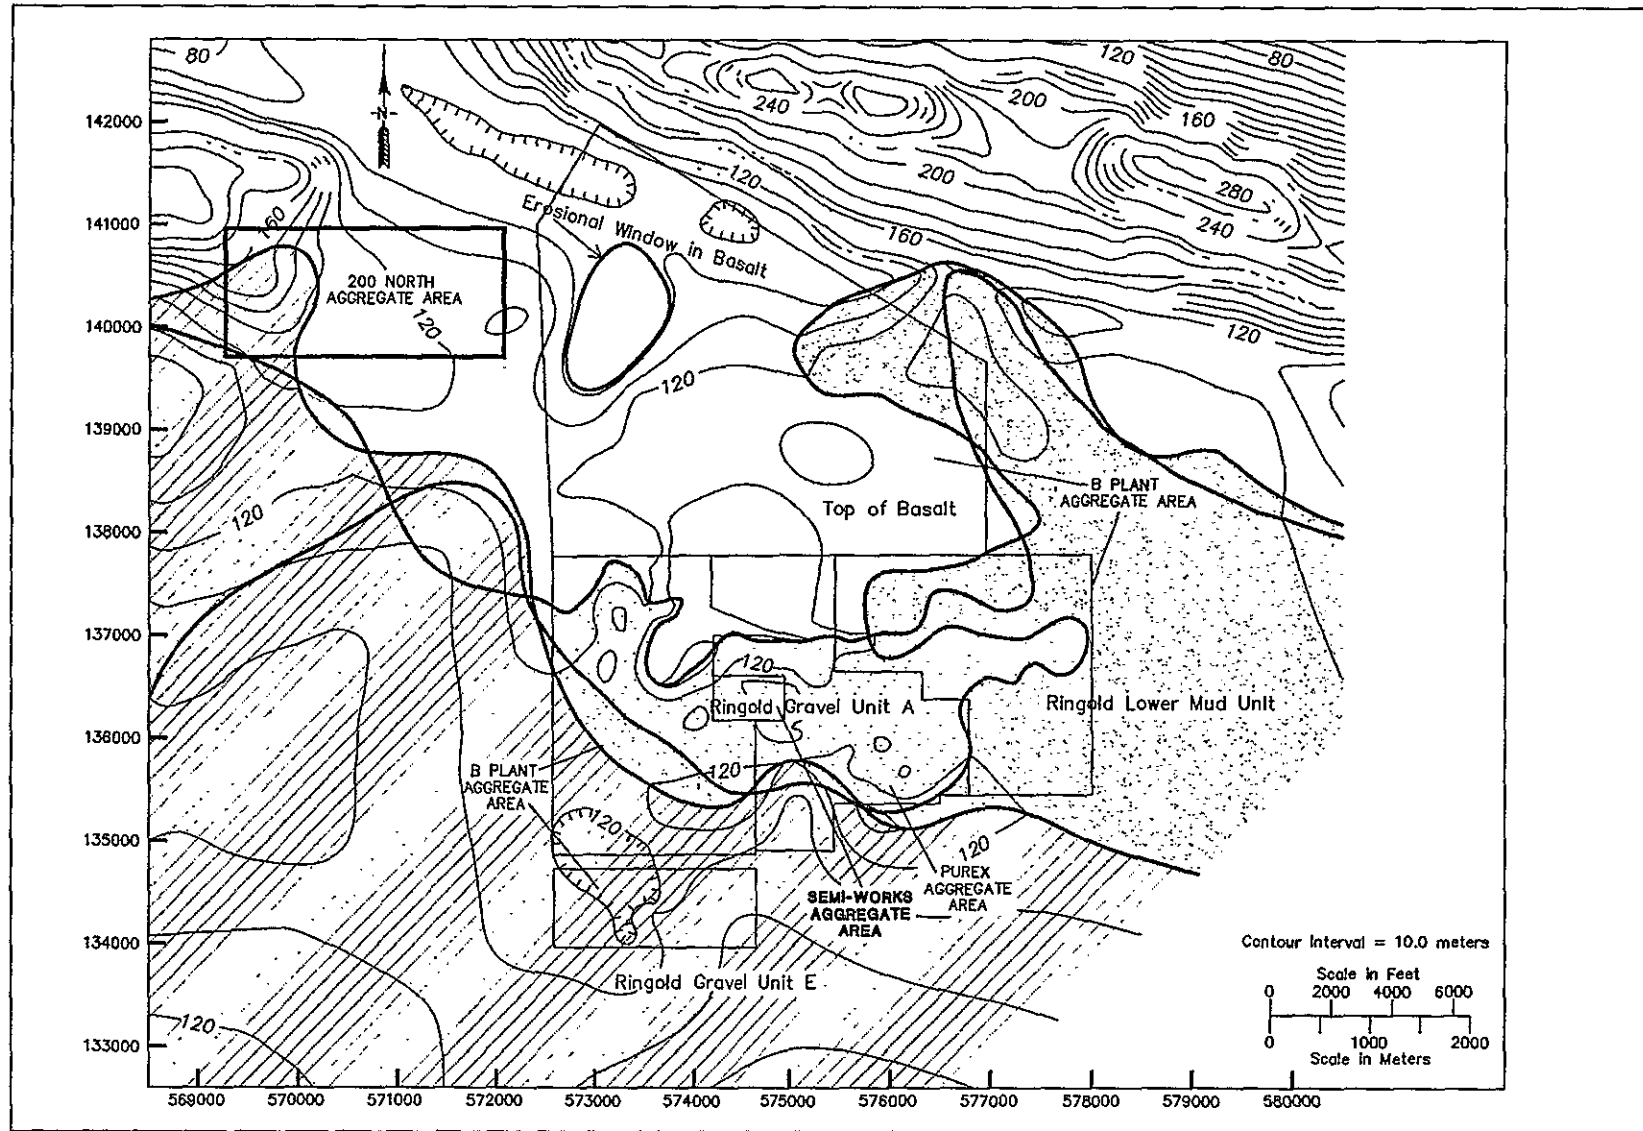 80
120
80
240
200
160
142000
N
120
200
280
141000
160
240
Erosional Window in Basalt
160
200 NORTH
AGGREGATE AREA
140000
120
120
120
139000
B PLANT
AGGREGATE AREA
120
138000
Top of Basalt
137000
120
Ringold Gravel Unit A
Ringold Lower Mud Unit
136000
B PLANT
AGGREGATE
AREA
120
120
135000
120
PUREX
AGGREGATE
AREA
SEMI-WORKS
AGGREGATE
AREA
134000
Contour Interval = 10.0 meters
Ringold Gravel Unit E
Scale in Feet
0 2000 4000 6000
120
133000
0 1000 2000
Scale in Meters
569000 570000 571000 572000 573000 574000 575000 576000 577000 578000 579000 580000